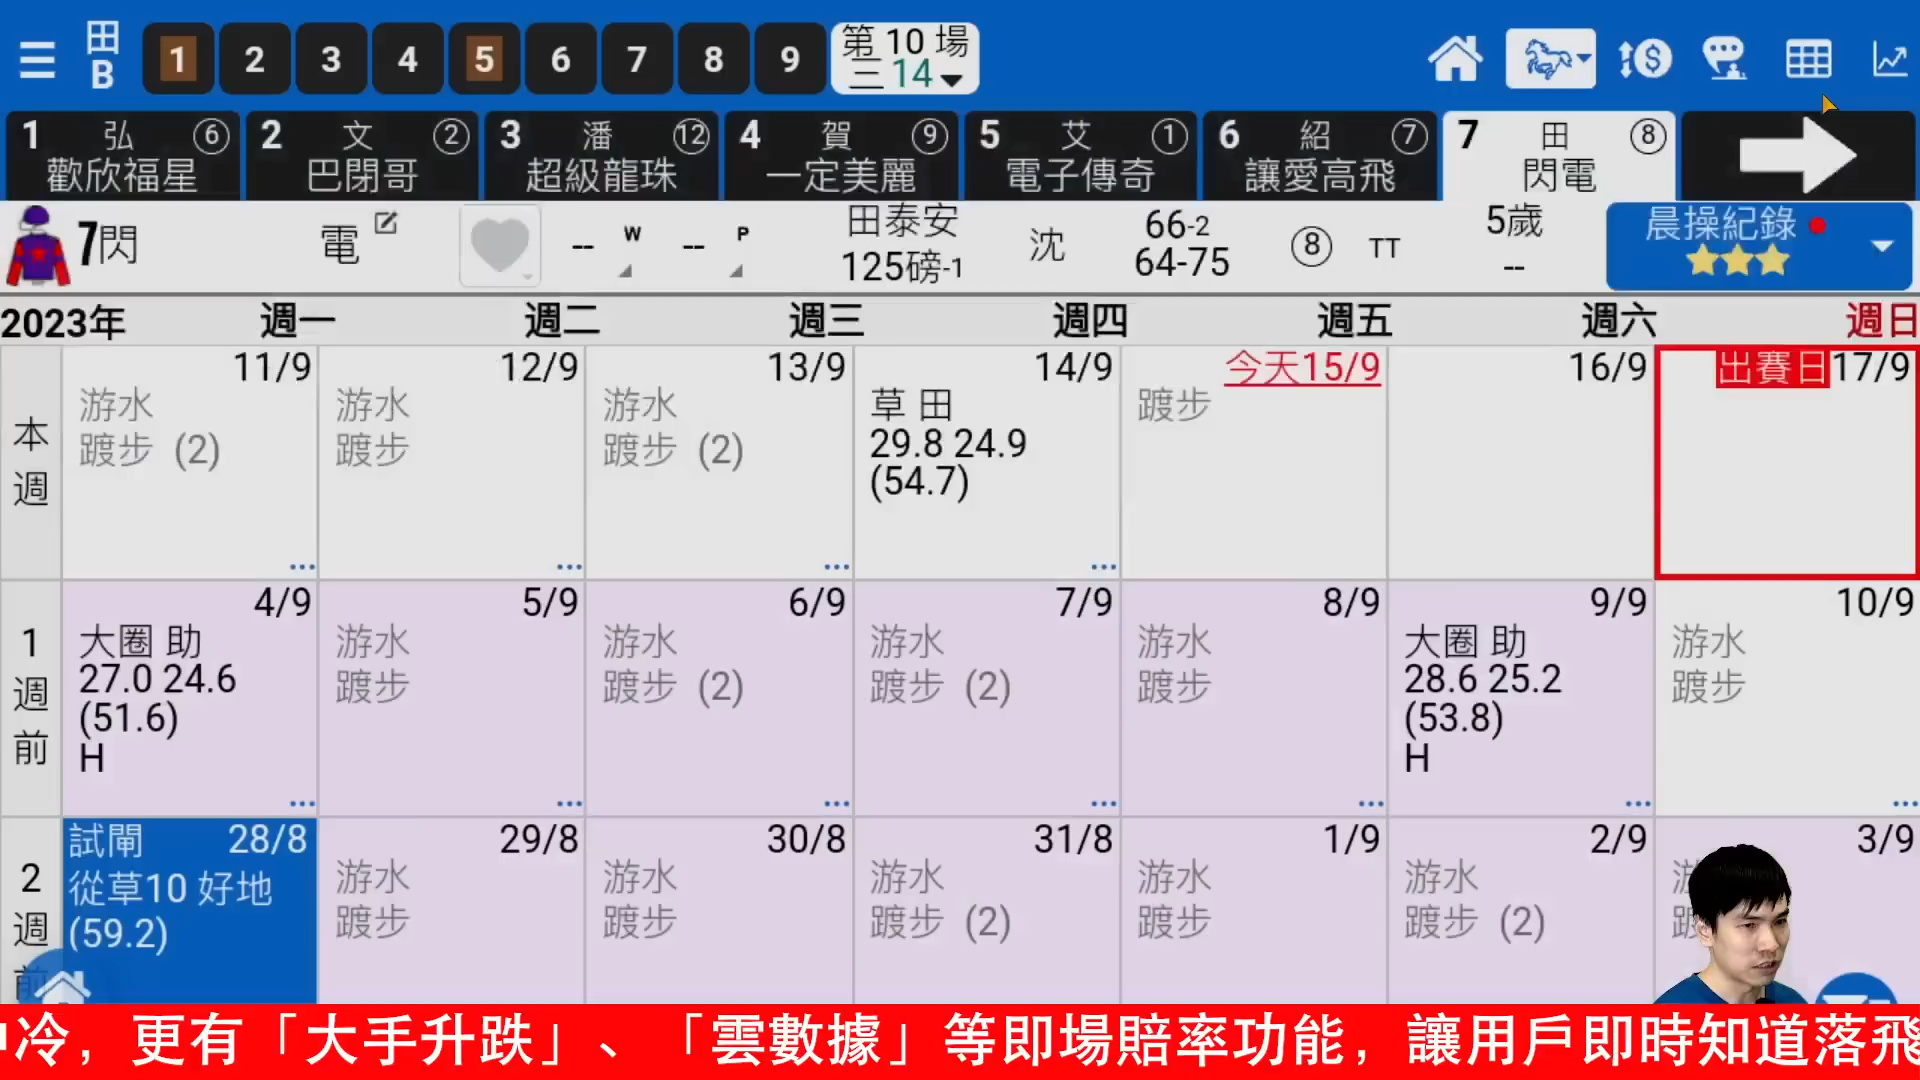 田 B 1 2 3 4 5 6 7 8 9 第 10 場 三 14
1 弘 6 歡欣福星
2 文 2 巴閉哥
3 潘 12 超級龍珠
4 賀 9 一定美麗
5 艾 1 電子傳奇
6 紹 7 讓愛高飛
7 田 8 閃電
7 閃 電 -- W -- P 田泰安 125磅-1 沈 66-2 64-75 8 TT 5歲 -- 晨操紀錄
2023年 週一 週二 週三 週四 週五 週六 週日
本週
11/9
游水
踱步 (2)
...
12/9
游水
踱步
...
13/9
游水
踱步 (2)
...
14/9
草 田
29.8 24.9
(54.7)
...
今天15/9
踱步
16/9
出賽日17/9
1週前
4/9
大圈 助
27.0 24.6
(51.6)
H
...
5/9
游水
踱步
...
6/9
游水
踱步 (2)
...
7/9
游水
踱步 (2)
...
8/9
游水
踱步
...
9/9
大圈 助
28.6 25.2
(53.8)
H
...
10/9
游水
踱步
...
2週前
試閘 28/8
從草10 好地
(59.2)
29/8
游水
踱步
30/8
游水
踱步
31/8
游水
踱步 (2)
1/9
游水
踱步
2/9
游水
踱步 (2)
3/9
冷，更有「大手升跌」、「雲數據」等即場賠率功能，讓用戶即時知道落飛